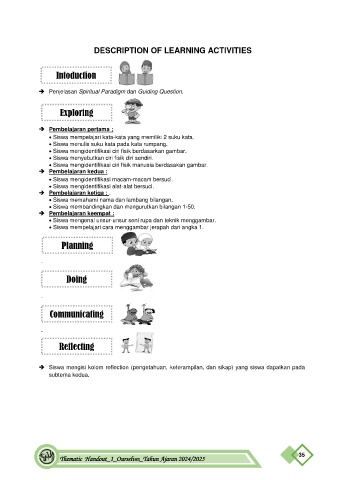 DESCRIPTION OF LEARNING ACTIVITIES
Intoduction
➔ Penjelasan Spiritual Paradigm dan Guiding Question.
Exploring
➔ Pembelajaran pertama :
• Siswa mempelajari kata-kata yang memiliki 2 suku kata.
• Siswa menulis suku kata pada kata rumpang.
• Siswa mengidentifikasi ciri fisik berdasarkan gambar.
• Siswa menyebutkan ciri fisik diri sendiri.
• Siswa mengidentifikasi ciri fisik manusia berdasarkan gambar.
➔ Pembelajaran kedua :
• Siswa mengidentifikasi macam-macam bersuci.
• Siswa mengidentifikasi alat-alat bersuci.
➔ Pembelajaran ketiga :
• Siswa memahami nama dan lambang bilangan.
• Siswa membandingkan dan mengurutkan bilangan 1-50.
➔ Pembelajaran keempat :
• Siswa mengenal unsur-unsur seni rupa dan teknik menggambar.
• Siswa mempelajari cara menggambar jerapah dari angka 1.
Planning
-
Doing
-
Communicating
-
Reflecting
➔ Siswa mengisi kolom reflection (pengetahuan, keterampilan, dan sikap) yang siswa dapatkan pada
subtema kedua.
Thematic Handout_1_Ourselves_Tahun Ajaran 2024/2025
35